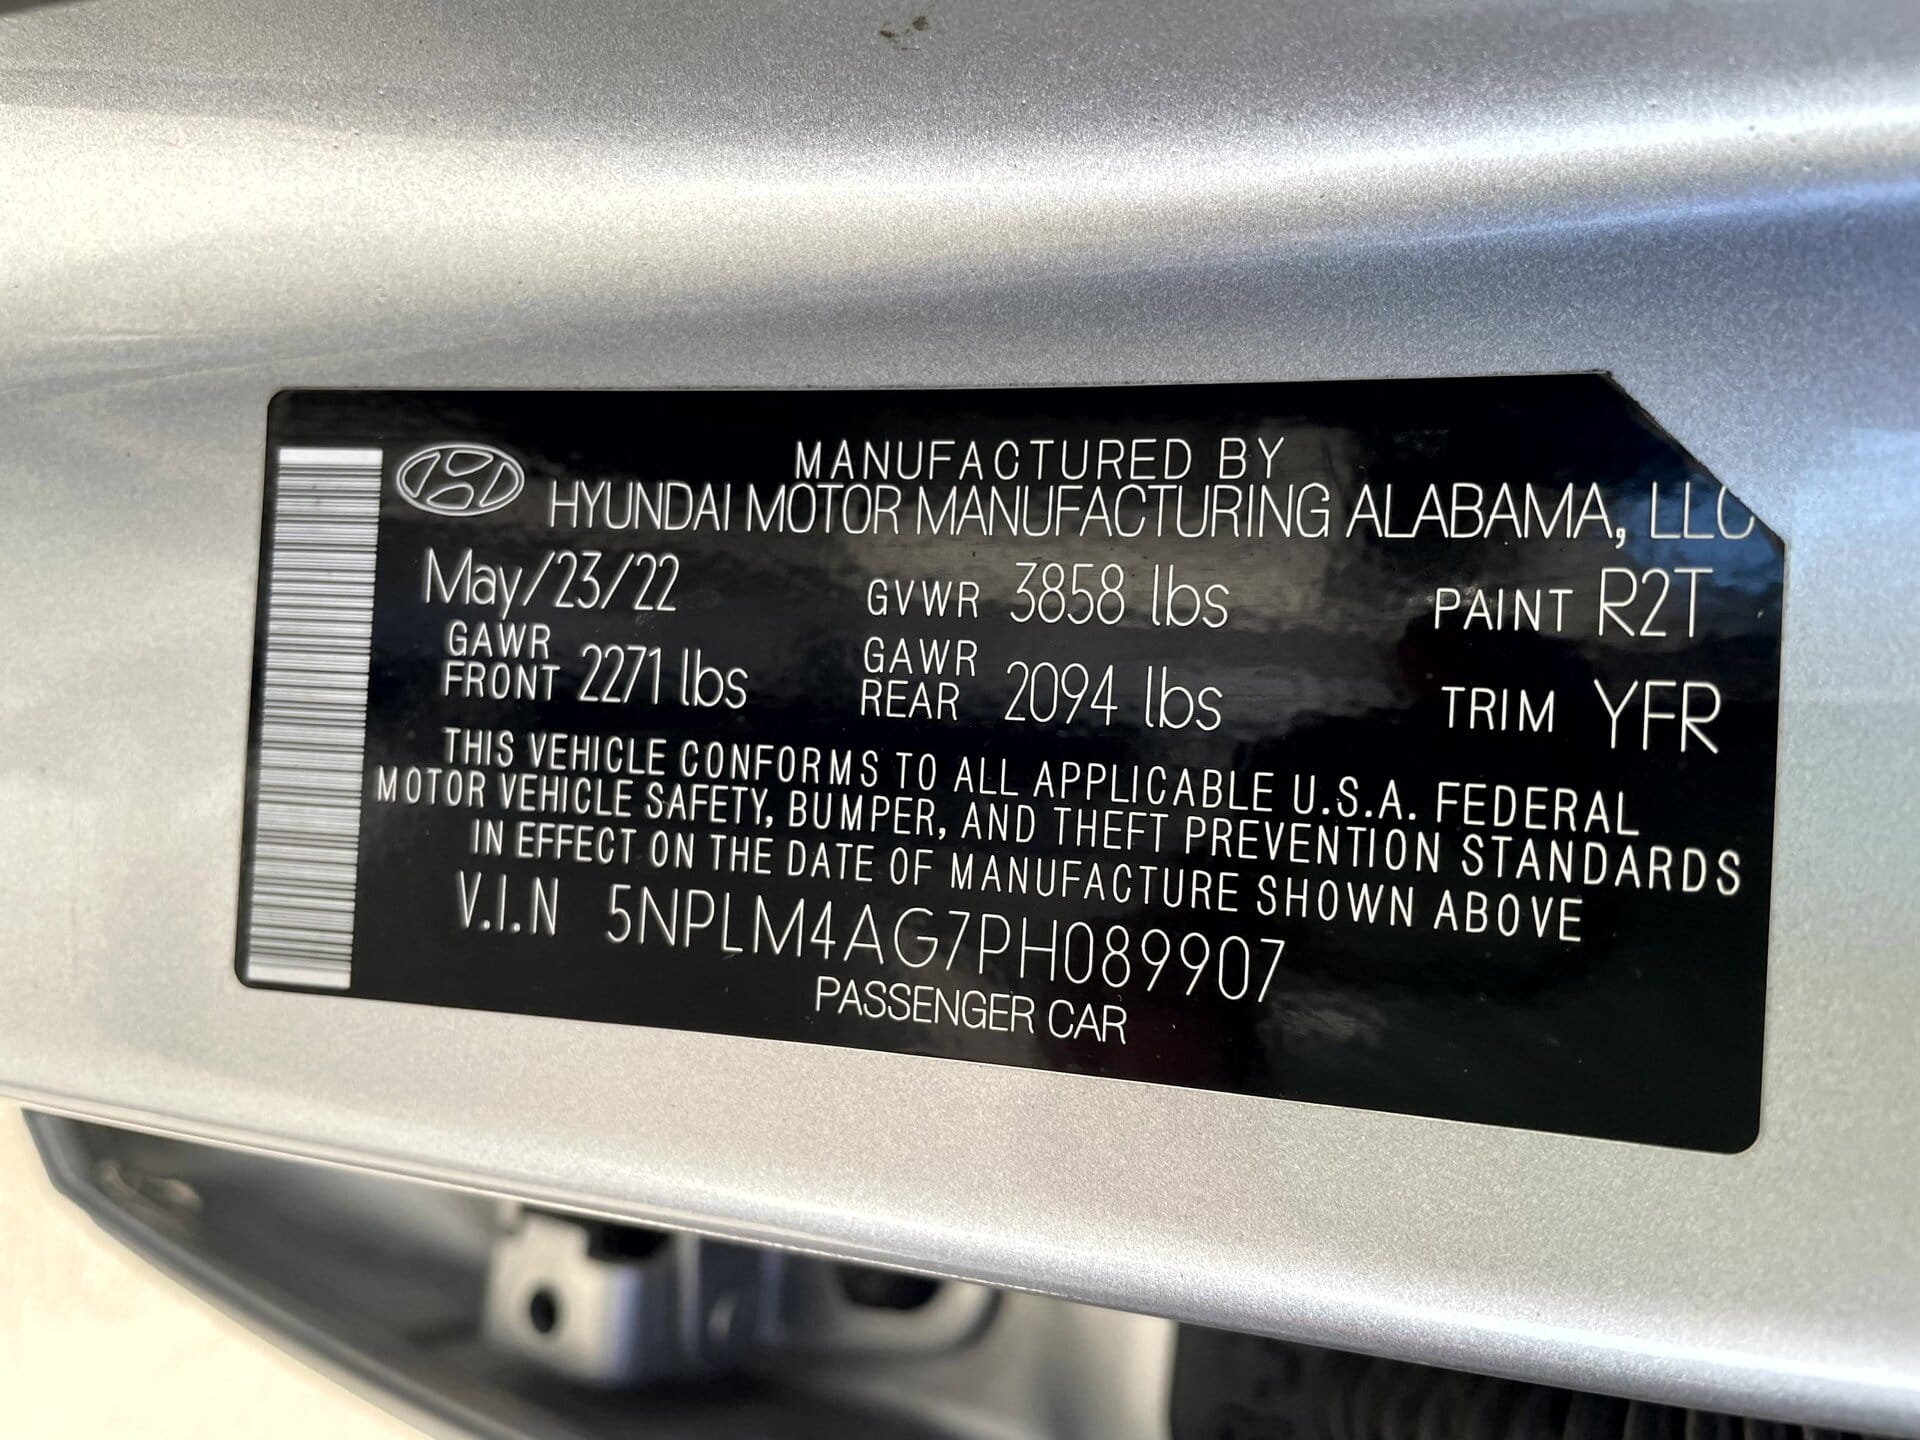 MANUFACTURED BY
HYUNDAI MOTOR MANUFACTURING ALABAMA, LLC
May/23/22 GVWR 3858 lbs PAINT R2T
GAWR FRONT 2271 lbs GAWR REAR 2094 lbs TRIM YFR
THIS VEHICLE CONFORMS TO ALL APPLICABLE U.S.A. FEDERAL
MOTOR VEHICLE SAFETY, BUMPER, AND THEFT PREVENTION STANDARDS
IN EFFECT ON THE DATE OF MANUFACTURE SHOWN ABOVE
V.I.N 5NPLM4AG7PH089907
PASSENGER CAR